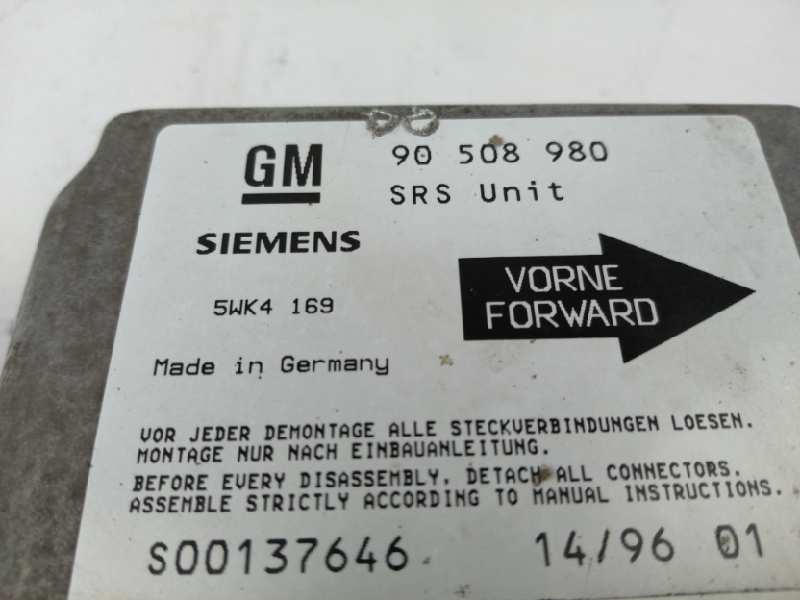 GM
90 508 980
SRS Unit
SIEMENS
5WK4 169
VORNE
FORWARD
Made in Germany
VOR JEDER DEMONTAGE ALLE STECKVERBINDUNGEN LOESEN.
MONTAGE NUR NACH EINBAUANLEITUNG.
BEFORE EVERY DISASSEMBLY, DETACH ALL CONNECTORS.
ASSEMBLE STRICTLY ACCORDING TO MANUAL INSTRUCTIONS.
S00137646 14/96 01